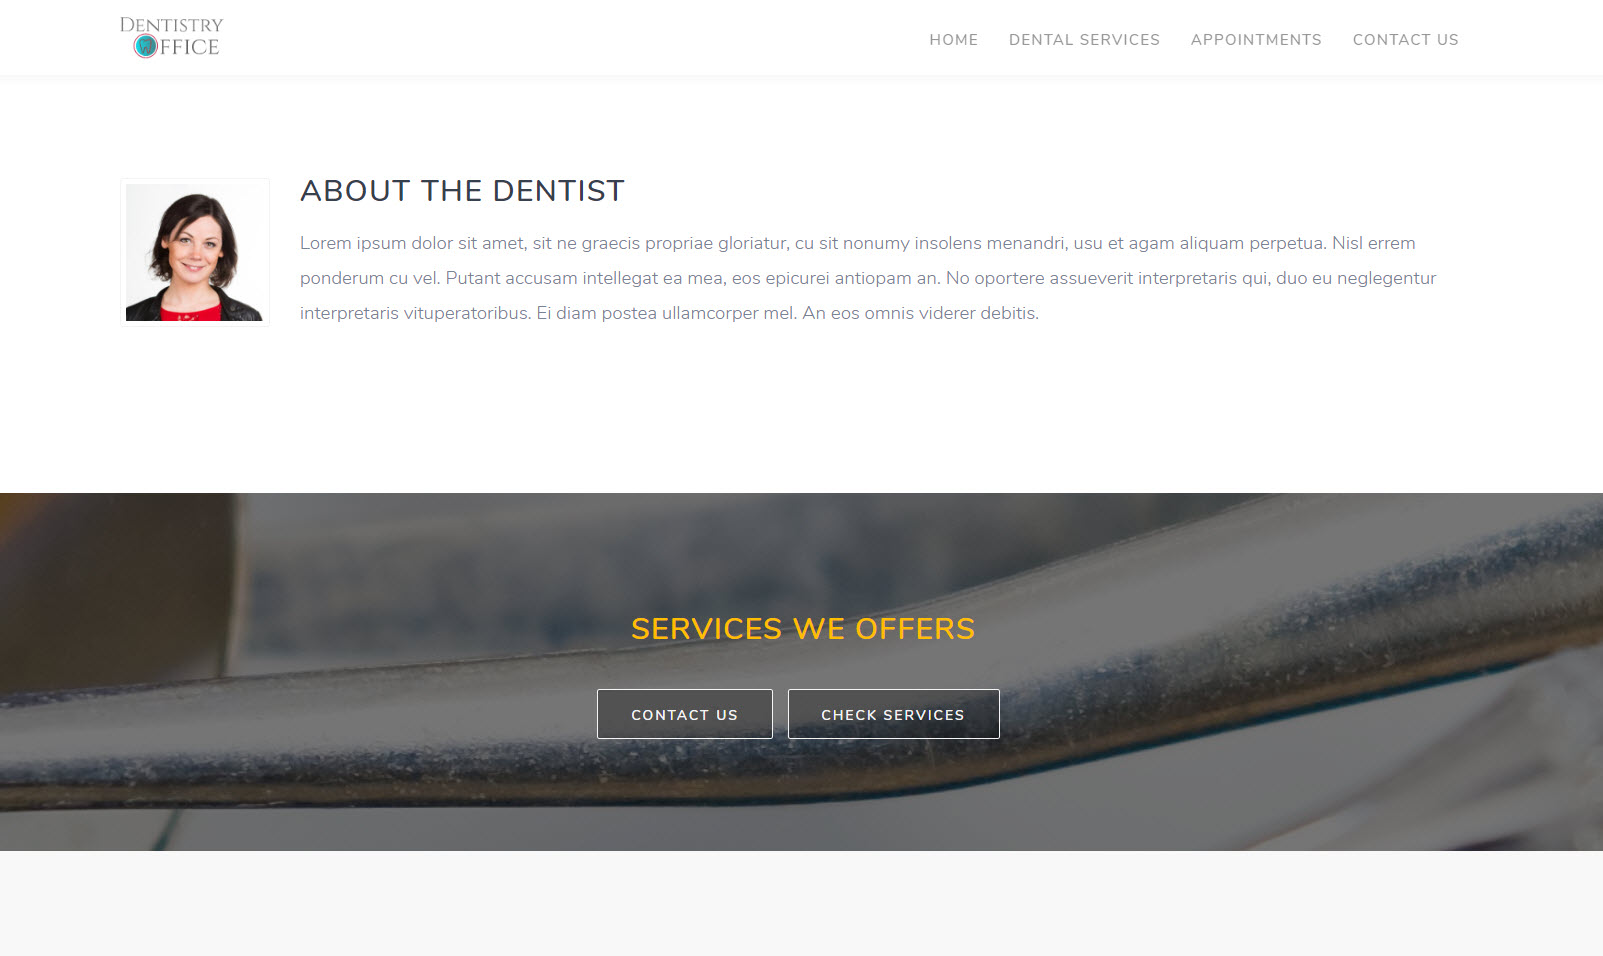 DENTISTRY
OFFICE
HOME DENTAL SERVICES APPOINTMENTS CONTACT US
ABOUT THE DENTIST
Lorem ipsum dolor sit amet, sit ne graecis propriae gloriatur, cu sit nonumy insolens menandri, usu et agam aliquam perpetua. Nisl errem
ponderum cu vel. Putant accusam intellegat ea mea, eos epicurei antiopam an. No oportere assueverit interpretaris qui, duo eu neglegentur
interpretaris vituperatoribus. Ei diam postea ullamcorper mel. An eos omnis viderer debitis.
SERVICES WE OFFERS
CONTACT US CHECK SERVICES